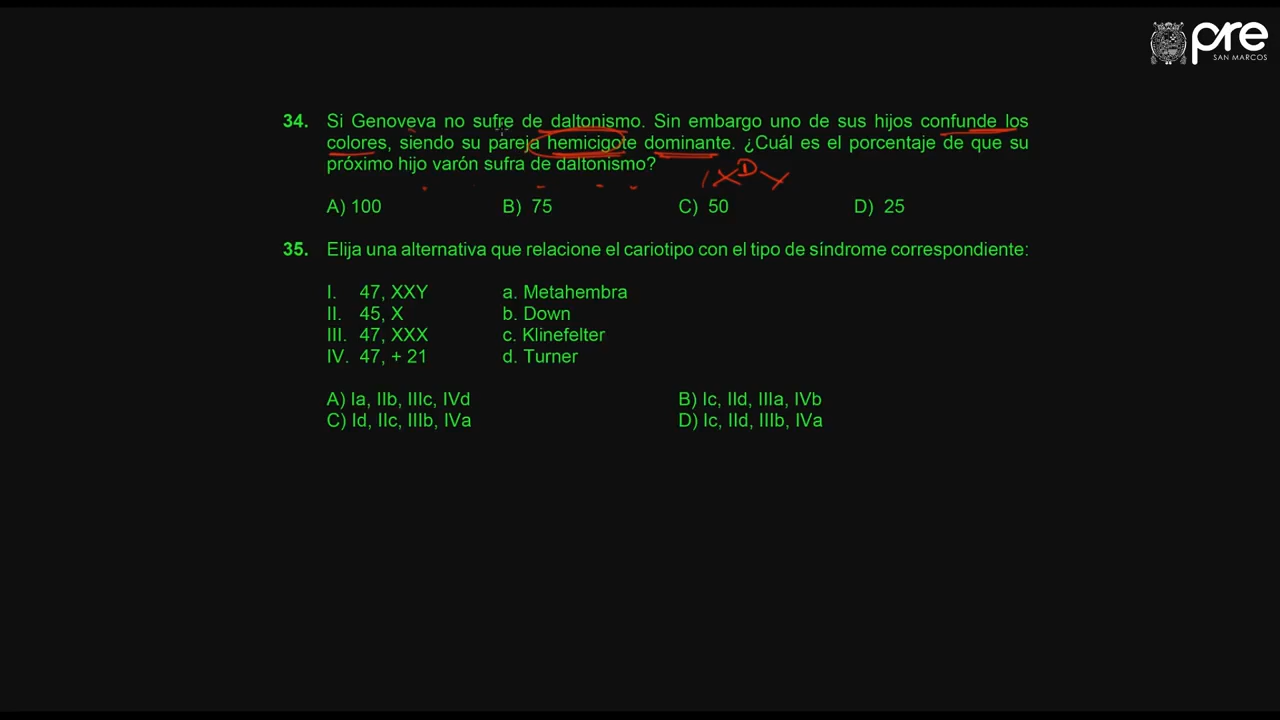 pre
SAN MARCOS
34. Si Genoveva no sufre de daltonismo. Sin embargo uno de sus hijos confunde los
colores, siendo su pareja hemicigote dominante. ¿Cuál es el porcentaje de que su
próximo hijo varón sufra de daltonismo?
X^D Y
A) 100 B) 75 C) 50 D) 25
35. Elija una alternativa que relacione el cariotipo con el tipo de síndrome correspondiente:
I. 47, XXY a. Metahembra
II. 45, X b. Down
III. 47, XXX c. Klinefelter
IV. 47, + 21 d. Turner
A) Ia, IIb, IIIc, IVd B) Ic, IId, IIIa, IVb
C) Id, IIc, IIIb, IVa D) Ic, IId, IIIb, IVa